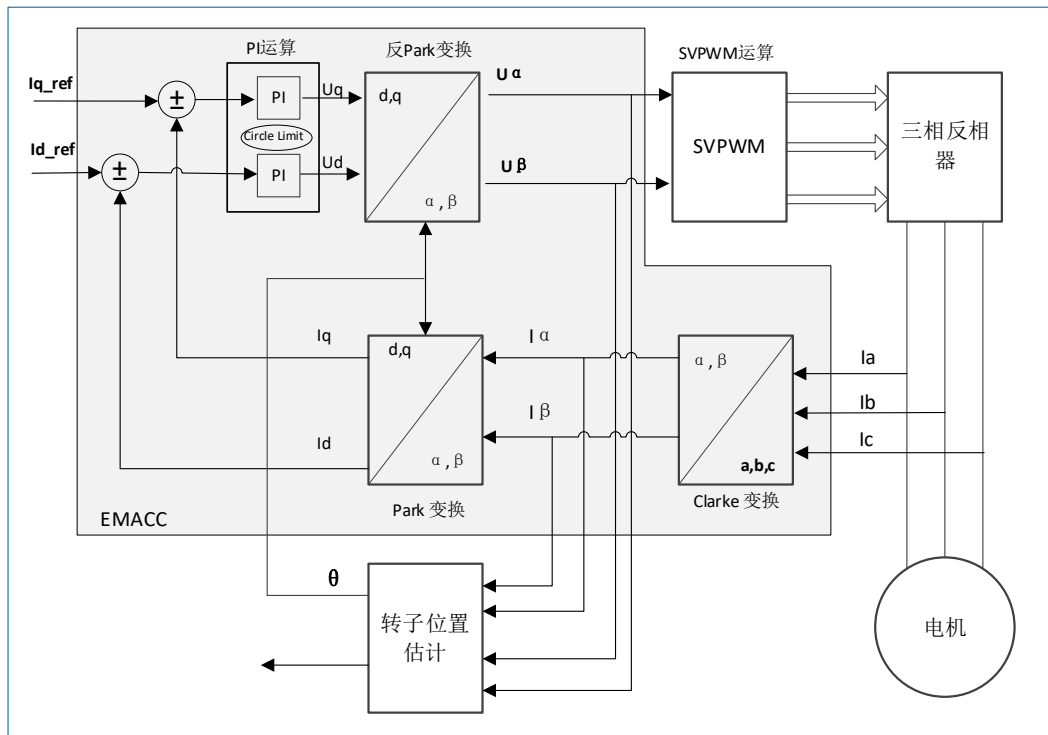 PI运算
反Park变换
SVPWM运算
Iq_ref
±
PI
Uq
d,q
U α
Circle Limit
SVPWM
三相反相
器
Id_ref
±
PI
Ud
U β
α , β
Iq
d,q
I α
α , β
Ia
I β
Ib
Id
α , β
a,b,c
Ic
Park 变换
Clarke 变换
EMACC
θ
转子位置
估计
电机